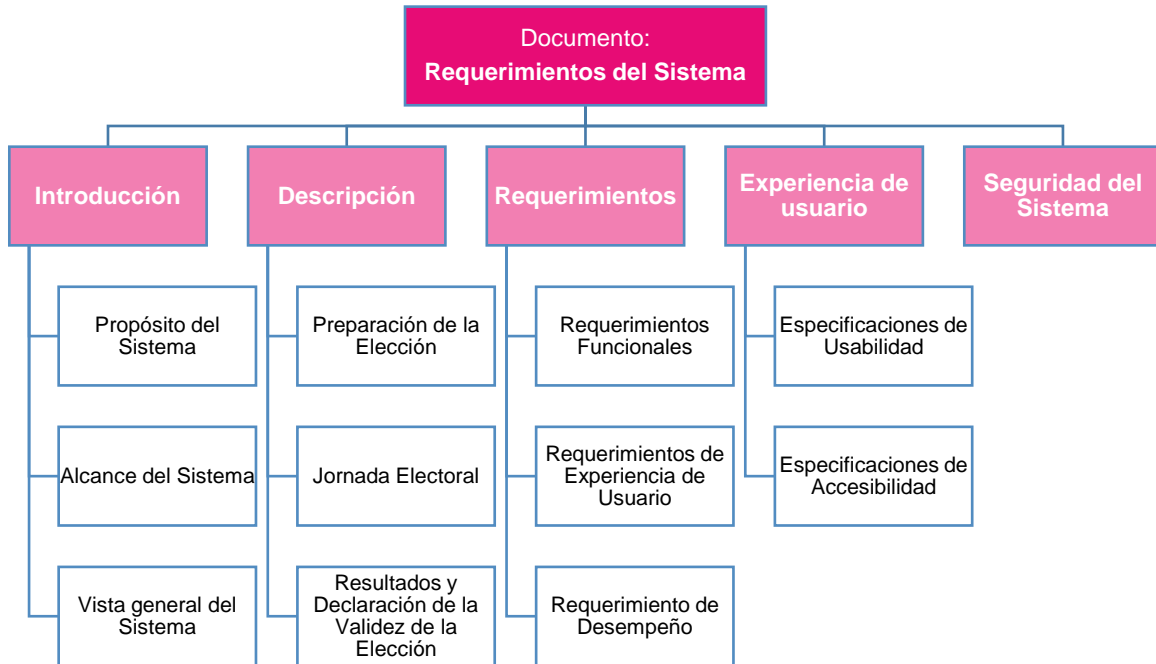 Documento:
Requerimientos del Sistema
Introducción
Descripción
Requerimientos
Experiencia de
usuario
Seguridad del
Sistema
Propósito del
Sistema
Preparación de la
Elección
Requerimientos
Funcionales
Especificaciones de
Usabilidad
Alcance del Sistema
Jornada Electoral
Requerimientos de
Experiencia de
Usuario
Especificaciones de
Accesibilidad
Vista general del
Sistema
Resultados y
Declaración de la
Validez de la
Elección
Requerimiento de
Desempeño